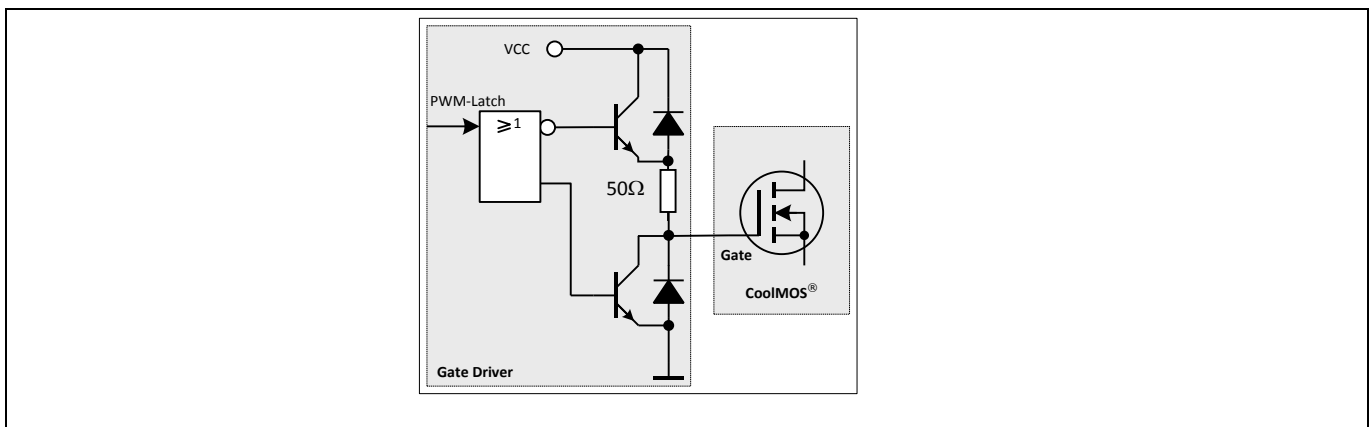 VCC
PWM-Latch
≥1
50Ω
Gate
CoolMOS®
Gate Driver